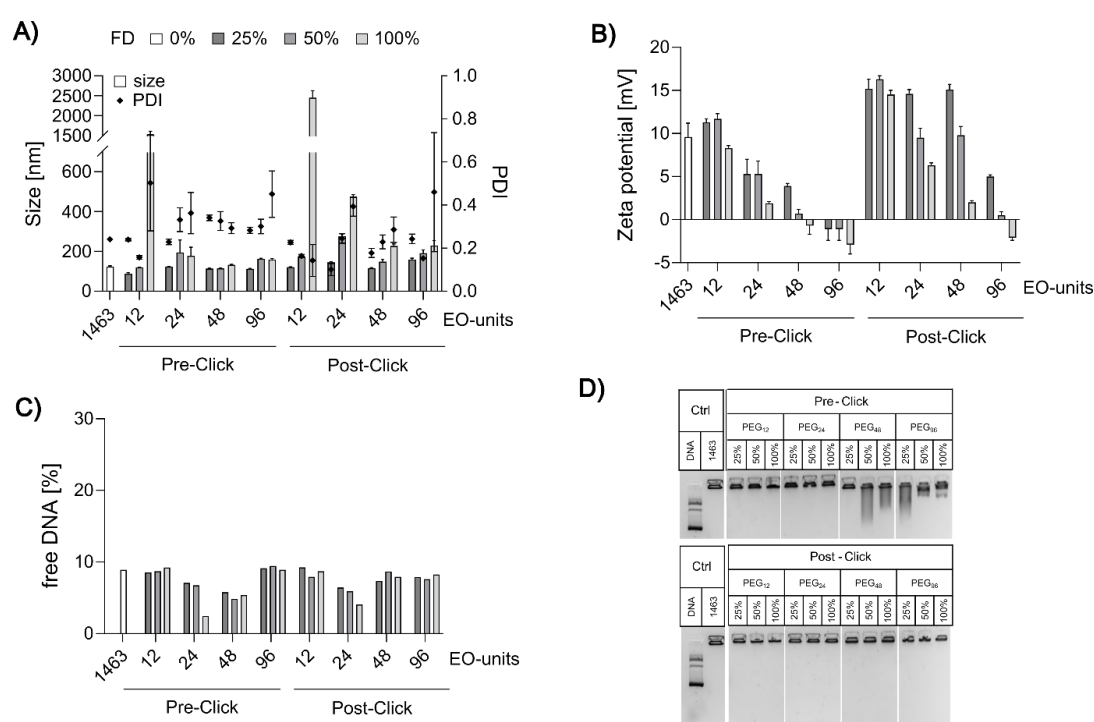 A)
FD 0% 25% 50% 100%
size
PDI
3000
2500
2000
1500
600
400
200
0
Size [nm]
1.0
0.8
0.6
0.4
0.2
0.0
PDI
1463 12 24 48 96 12 24 48 96 EO-units
Pre-Click Post-Click
B)
20
15
10
5
0
-5
Zeta potential [mV]
1463 12 24 48 96 12 24 48 96 EO-units
Pre-Click Post-Click
C)
30
20
10
0
free DNA [%]
1463 12 24 48 96 12 24 48 96 EO-units
Pre-Click Post-Click
D)
Ctrl Pre - Click
PEG₁₂ PEG₂₄ PEG₄₈ PEG₉₆
DNA 1463 25% 50% 100% 25% 50% 100% 25% 50% 100% 25% 50% 100%
Ctrl Post - Click
PEG₁₂ PEG₂₄ PEG₄₈ PEG₉₆
DNA 1463 25% 50% 100% 25% 50% 100% 25% 50% 100% 25% 50% 100%